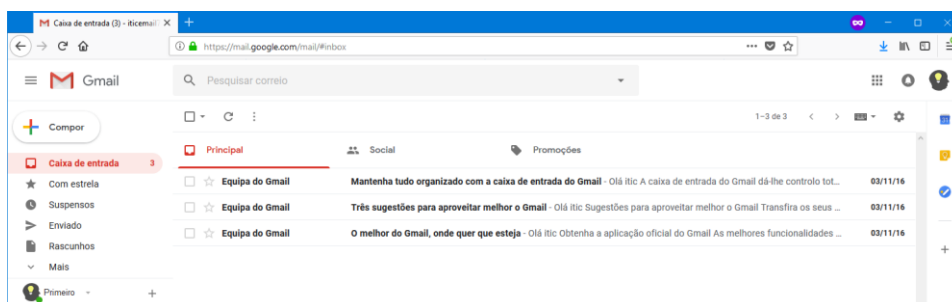 Caixa de entrada (3) - iticemail
https://mail.google.com/mail/#inbox
Gmail
Pesquisar correio
Compor
1–3 de 3
Principal
Social
Promoções
Caixa de entrada 3
Com estrela
Suspensos
Enviado
Rascunhos
Mais
Primeiro
Equipa do Gmail Mantenha tudo organizado com a caixa de entrada do Gmail - Olá itic A caixa de entrada do Gmail dá-lhe controlo tot... 03/11/16
Equipa do Gmail Três sugestões para aproveitar melhor o Gmail - Olá itic Sugestões para aproveitar melhor o Gmail Transfira os seus ... 03/11/16
Equipa do Gmail O melhor do Gmail, onde quer que esteja - Olá itic Obtenha a aplicação oficial do Gmail As melhores funcionalidades ... 03/11/16